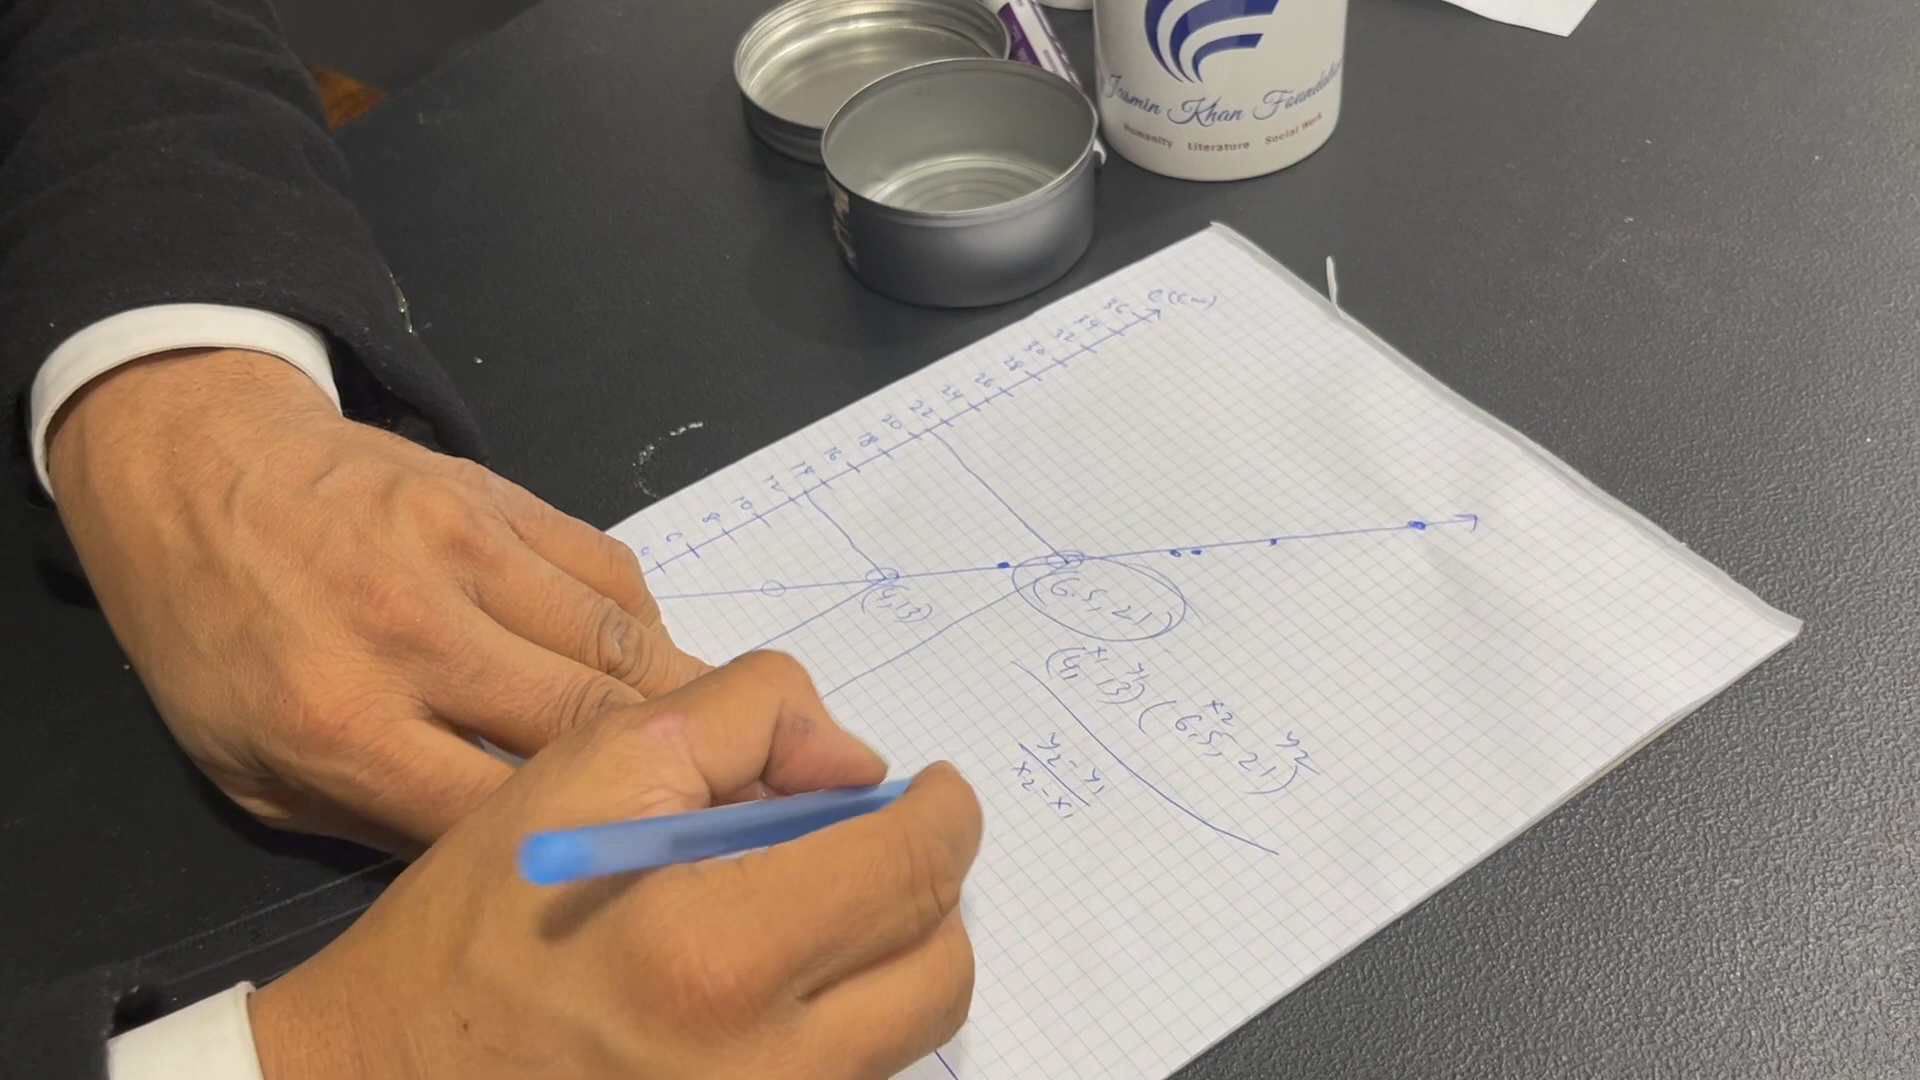 Jasmin Khan Foundation
Humanity Literature Social Work
C (cm)
36
34
32
30
28
26
24
22
20
18
16
14
12
10
8
6
(4, 13)
(6.5, 21)
x₁ y₁ x₂ y₂
(4, 13) (6.5, 21)
y₂ - y₁
x₂ - x₁